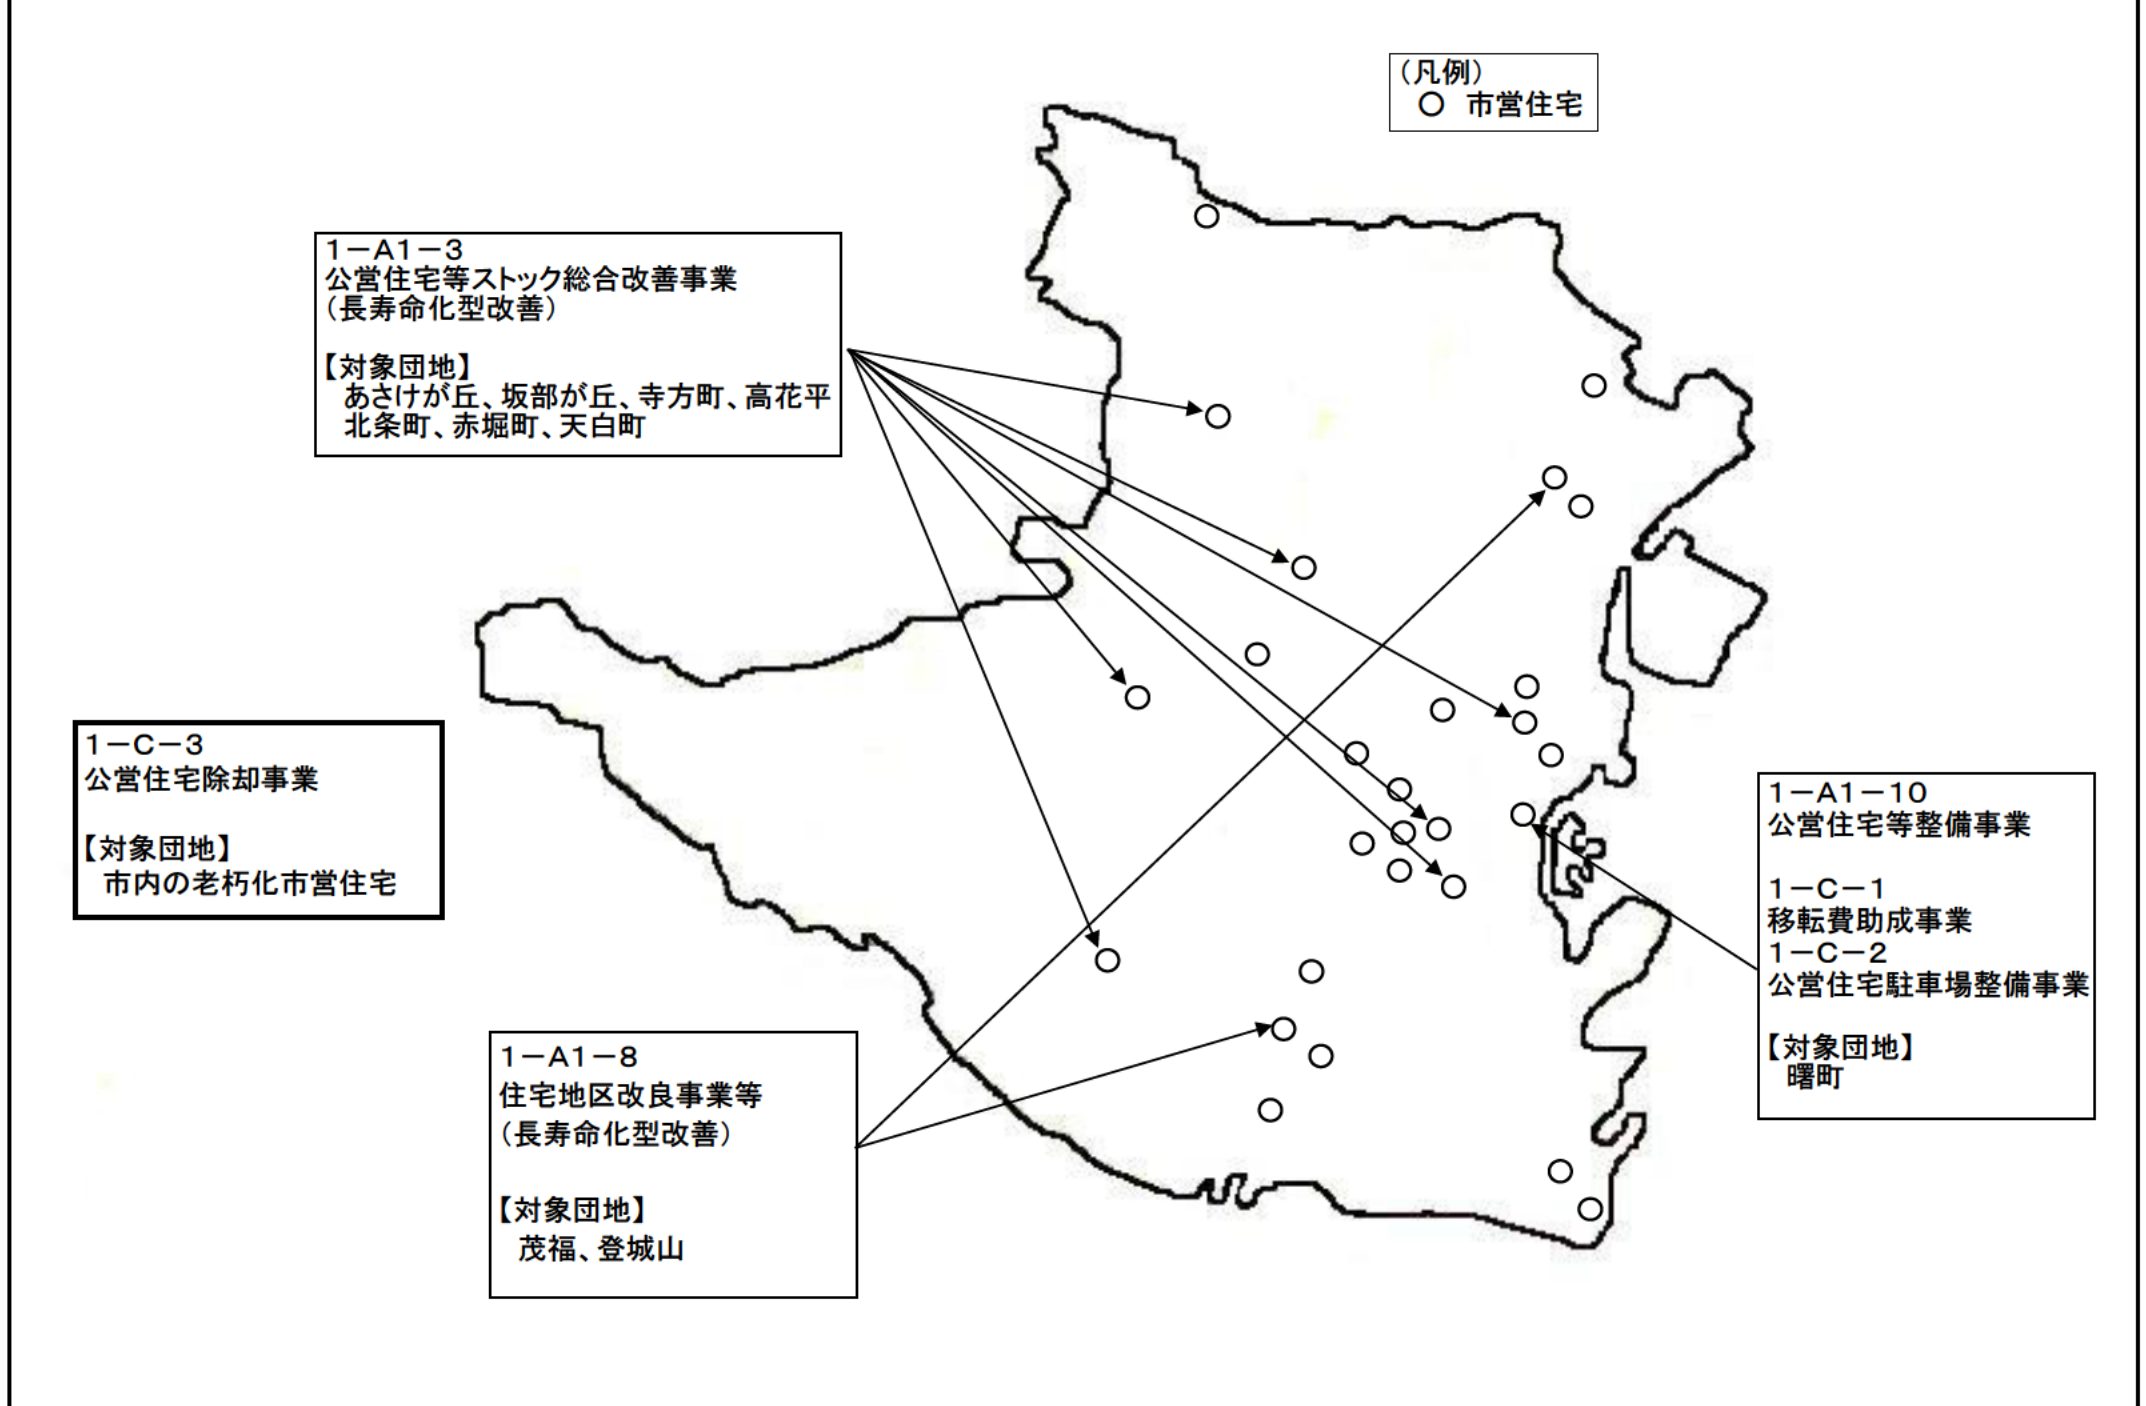 （凡例）
○ 市営住宅
１－Ａ１－３
公営住宅等ストック総合改善事業
（長寿命化型改善）
【対象団地】
あさけが丘、坂部が丘、寺方町、高花平
北条町、赤堀町、天白町
１－Ｃ－３
公営住宅除却事業
【対象団地】
市内の老朽化市営住宅
１－Ａ１－１０
公営住宅等整備事業
１－Ｃ－１
移転費助成事業
１－Ｃ－２
公営住宅駐車場整備事業
【対象団地】
曙町
１－Ａ１－８
住宅地区改良事業等
（長寿命化型改善）
【対象団地】
茂福、登城山